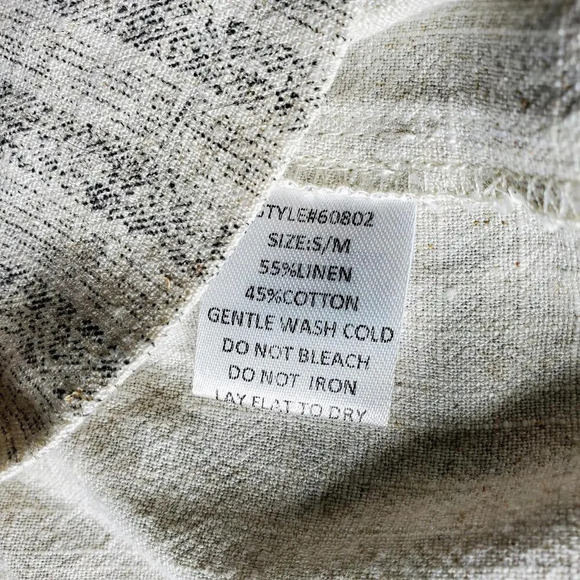 STYLE#60802
SIZE:S/M
55%LINEN
45%COTTON
GENTLE WASH COLD
DO NOT BLEACH
DO NOT IRON
LAY FLAT TO DRY